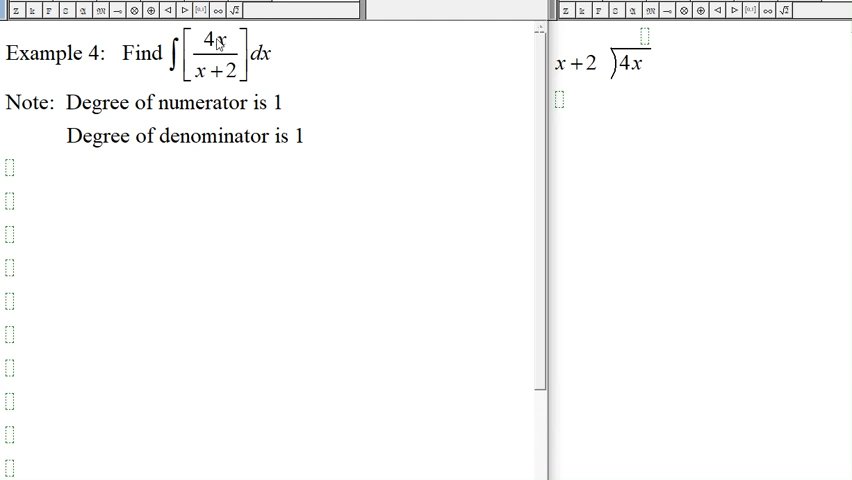 Example 4: Find ∫[4x/(x+2)]dx
Note: Degree of numerator is 1
Degree of denominator is 1
x+2 )4x